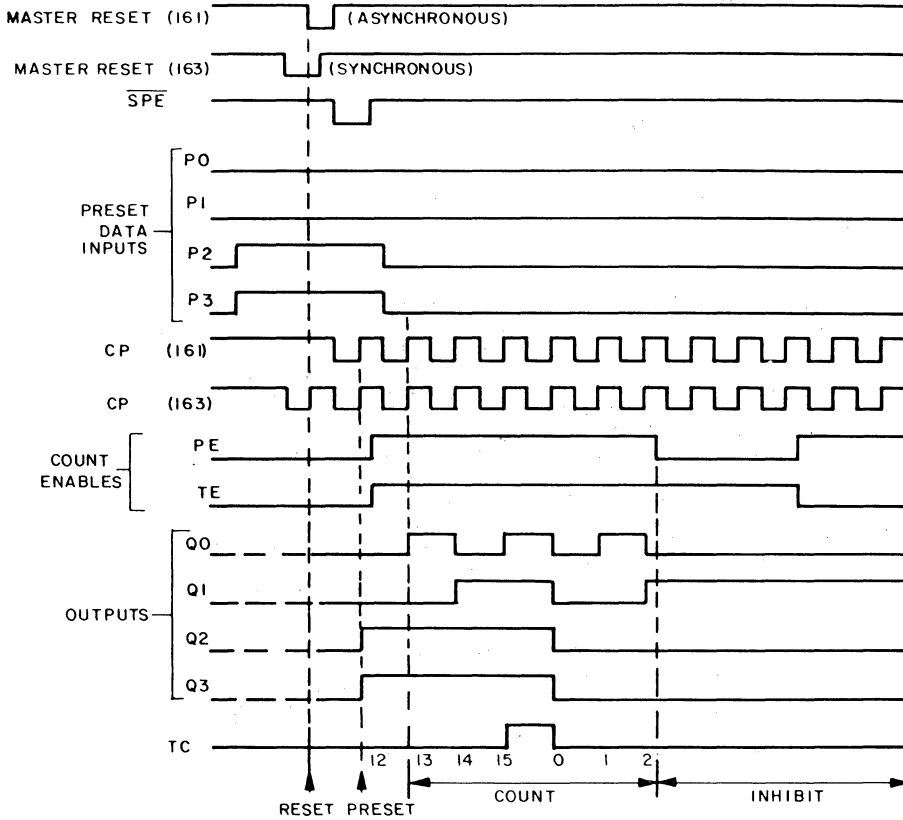 MASTER RESET (161) (ASYNCHRONOUS)
MASTER RESET (163) (SYNCHRONOUS)
SPE
PRESET DATA INPUTS
P0
P1
P2
P3
CP (161)
CP (163)
COUNT ENABLES
PE
TE
OUTPUTS
Q0
Q1
Q2
Q3
TC
12 13 14 15 0 1 2
RESET PRESET COUNT INHIBIT